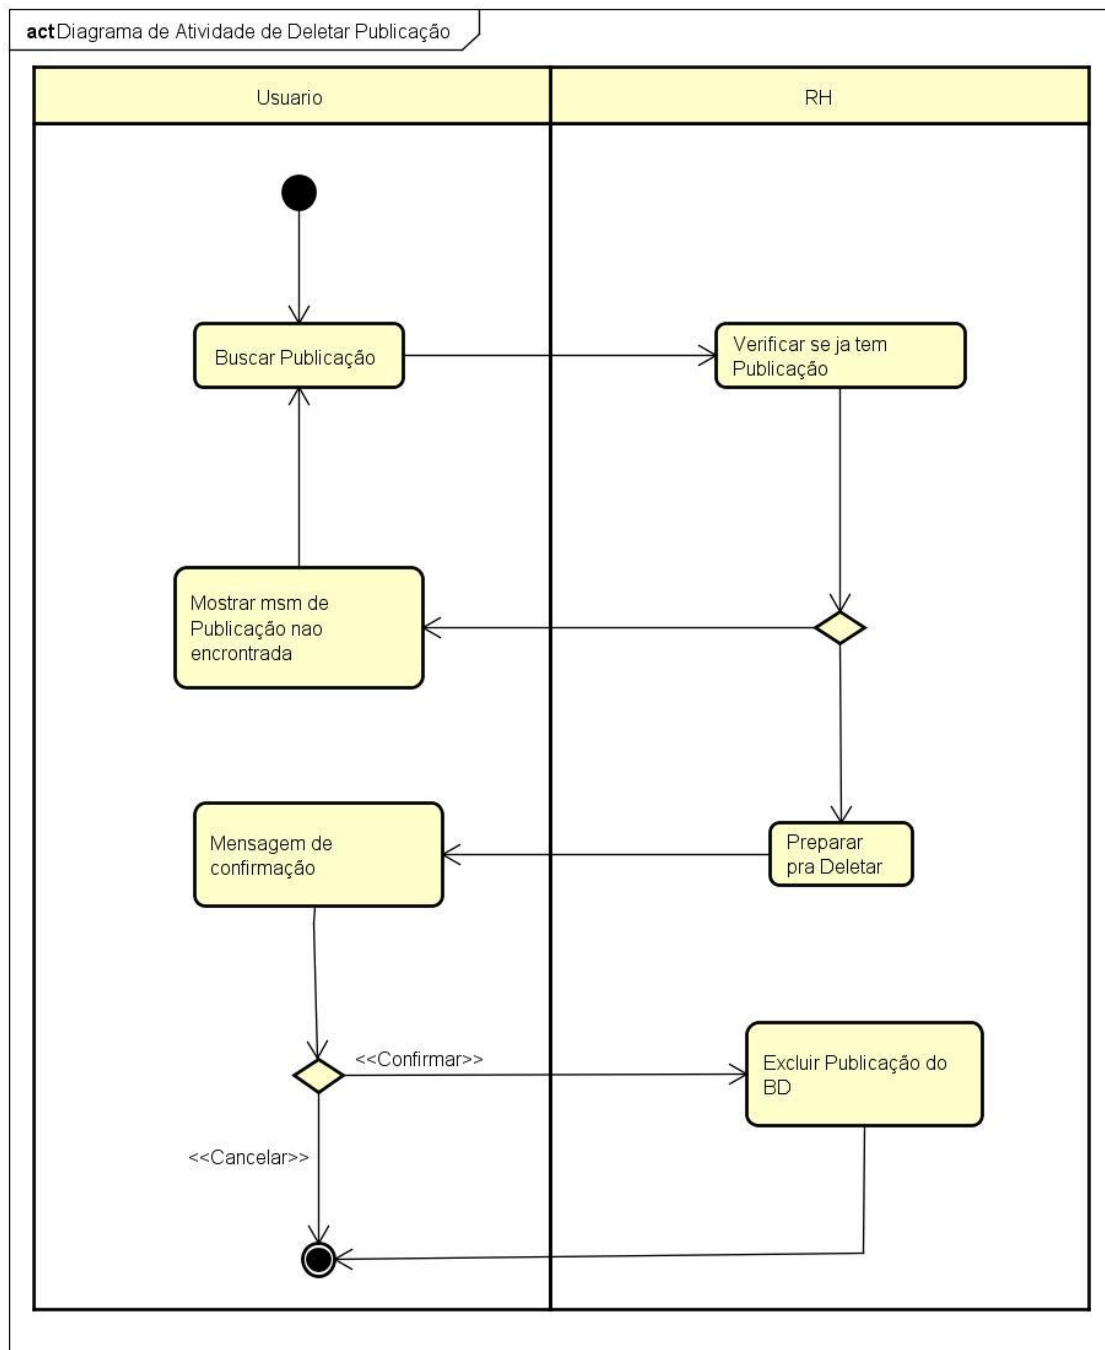 act Diagrama de Atividade de Deletar Publicação
Usuario
RH
Buscar Publicação
Verificar se ja tem
Publicação
Mostrar msm de
Publicação nao
encrontrada
Mensagem de
confirmação
Preparar
pra Deletar
<<Confirmar>>
Excluir Publicação do
BD
<<Cancelar>>